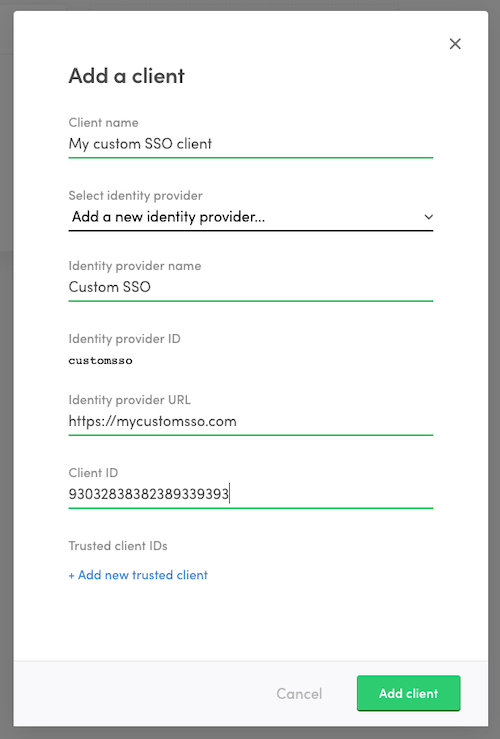 Add a client
Client name
My custom SSO client
Select identity provider
Add a new identity provider...
Identity provider name
Custom SSO
Identity provider ID
customsso
Identity provider URL
https://mycustomsso.com
Client ID
93032838382389339393
Trusted client IDs
+ Add new trusted client
Cancel
Add client